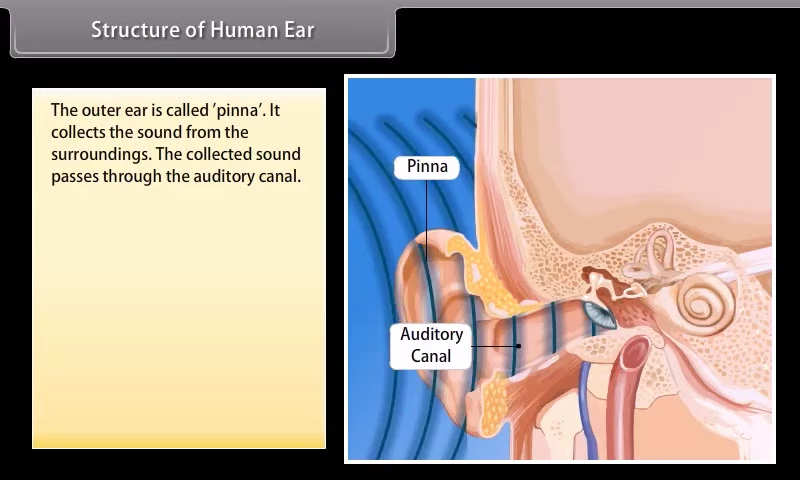 Structure of Human Ear
The outer ear is called 'pinna'. It
collects the sound from the
surroundings. The collected sound
passes through the auditory canal.
Pinna
Auditory
Canal